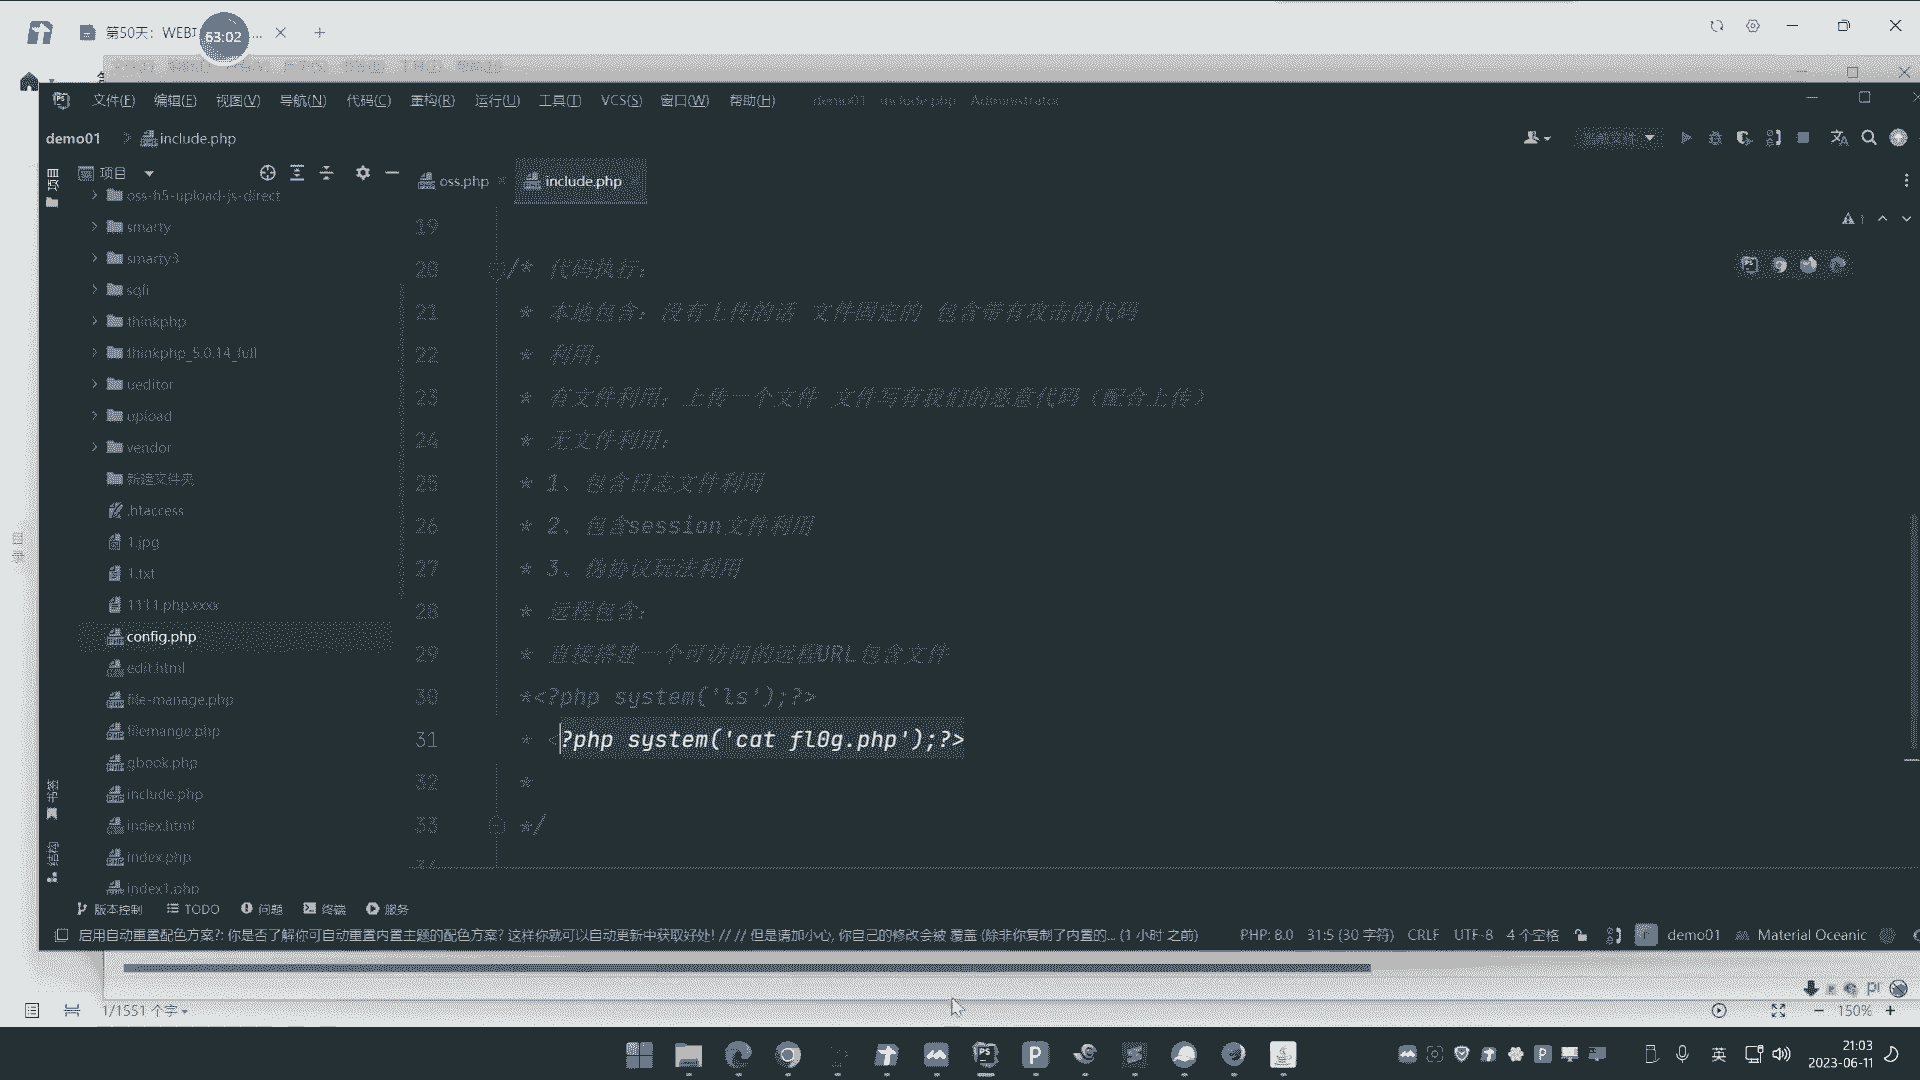 第50天：WEB
63:02
...
文件(F) 编辑(E) 视图(V) 导航(N) 代码(C) 重构(R) 运行(U) 工具(T) VCS(S) 窗口(W) 帮助(H) demo01 include.php Administrator
demo01 include.php
当前文件
项目
项目
oss.php
include.php
oss-h5-upload-js-direct
smarty
smarty3
sqli
thinkphp
thinkphp_5.0.14_full
ueditor
upload
vendor
新建文件夹
.htaccess
1.jpg
1.txt
1111.php.xxxx
config.php
edit.html
file-manage.php
filemange.php
gbook.php
include.php
index.html
index.php
index1.php
1
19
20 /* 代码执行：
21 * 本地包含：没有上传的话 文件固定的 包含带有攻击的代码
22 * 利用：
23 * 有文件利用：上传一个文件 文件写有我们的恶意代码（配合上传）
24 * 无文件利用：
25 * 1、包含日志文件利用
26 * 2、包含session文件利用
27 * 3、伪协议玩法利用
28 * 远程包含：
29 * 直接搭建一个可访问的远程URL包含文件
30 *<?php system('ls');?>
31 * <?php system('cat fl0g.php');?>
32 *
33 */
34
书签
结构
版本控制 TODO 问题 终端 服务
启用自动重置配色方案?: 你是否了解你可自动重置内置主题的配色方案? 这样你就可以自动更新中获取好处! // // 但是请加小心, 你自己的修改会被 覆盖 (除非你复制了内置的... (1 小时 之前)
PHP: 8.0 31:5 (30 字符) CRLF UTF-8 4 个空格 demo01 Material Oceanic
1/1551 个字
150%
英
21:03
2023-06-11